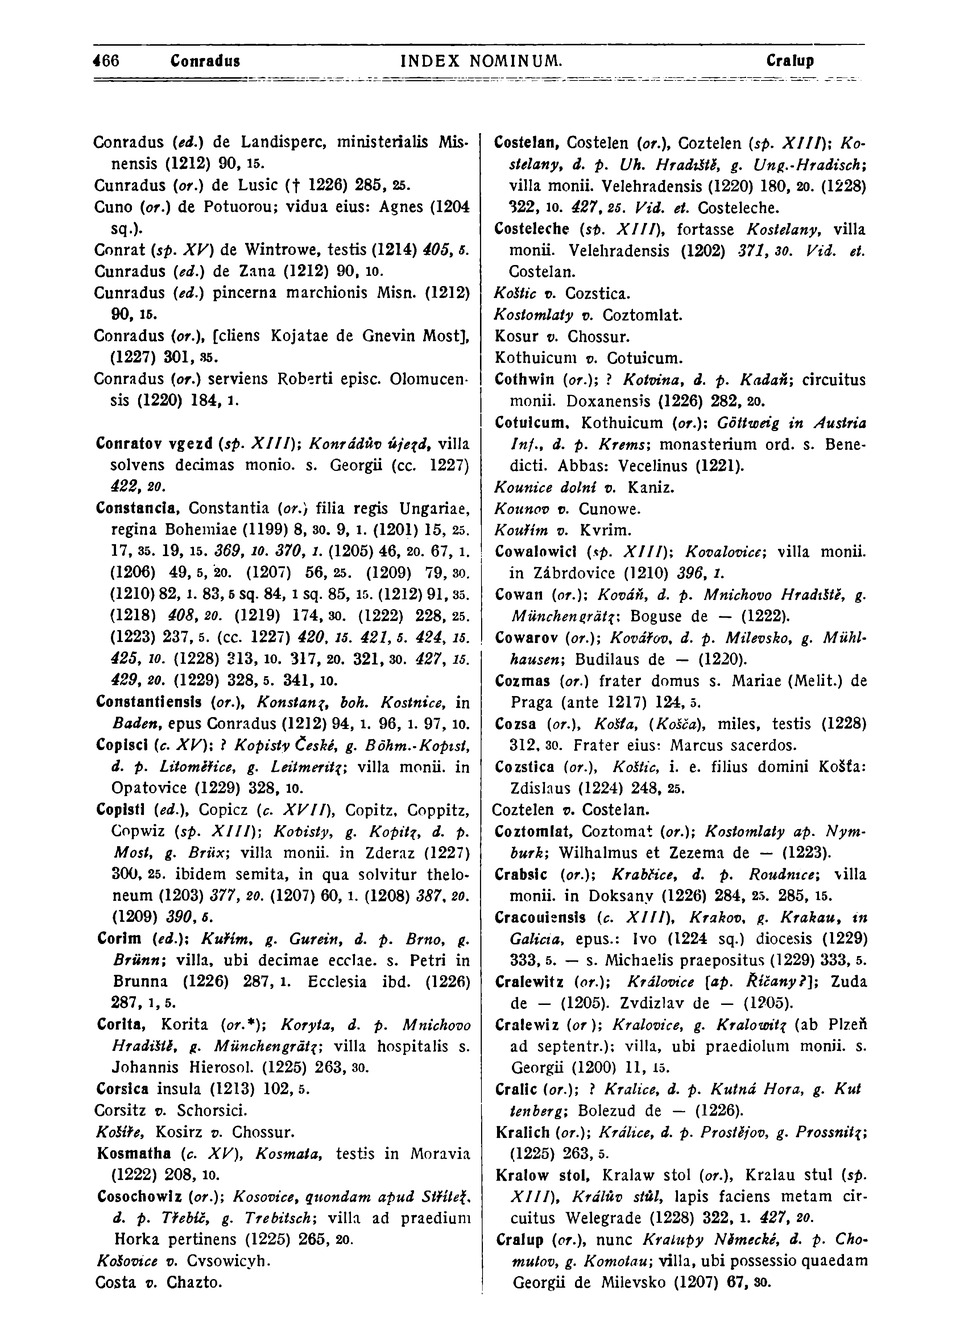 466 Conradus INDEX NOMINUM. Cralup
Conradus (ed.) de Landisperc, ministerialis Mis-
nensis (1212) 90, 15.
Cunradus (or.) de Lusic († 1226) 285, 25.
Cuno (or.) de Potuorou; vidua eius: Agnes (1204
sq.).
Conrat (sp. XV) de Wintrowe, testis (1214) 405, 5.
Cunradus (ed.) de Zana (1212) 90, 10.
Cunradus (ed.) pincerna marchionis Misn. (1212)
90, 15.
Conradus (or.), [cliens Kojatae de Gnevin Most],
(1227) 301, 35.
Conradus (or.) serviens Roberti episc. Olomucen-
sis (1220) 184, 1.
Conratov vgezd (sp. XIII); Konrádův újezd, villa
solvens decimas monio. s. Georgii (cc. 1227)
422, 20.
Constancia, Constantia (or.) filia regis Ungariae,
regina Bohemiae (1199) 8, 30. 9, 1. (1201) 15, 25.
17, 35. 19, 15. 369, 10. 370, 1. (1205) 46, 20. 67, 1.
(1206) 49, 5, 20. (1207) 56, 25. (1209) 79, 30.
(1210) 82, 1. 83, 5 sq. 84, 1 sq. 85, 15. (1212) 91, 35.
(1218) 408, 20. (1219) 174, 30. (1222) 228, 25.
(1223) 237, 5. (cc. 1227) 420, 15. 421, 5. 424, 15.
425, 10. (1228) 313, 10. 317, 20. 321, 30. 427, 15.
429, 20. (1229) 328, 5. 341, 10.
Constantiensis (or.), Konstanz, boh. Kostnice, in
Baden, epus Conradus (1212) 94, 1. 96, 1. 97, 10.
Copisci (c. XV); ? Kopisty České, g. Böhm.-Kopist,
d. p. Litoměřice, g. Leitmeritz; villa monii. in
Opatovice (1229) 328, 10.
Copisti (ed.), Copicz (c. XVII), Copitz, Coppitz,
Copwiz (sp. XIII); Kopisty, g. Kopitz, d. p.
Most, g. Brüx; villa monii. in Zderaz (1227)
300, 25. ibidem semita, in qua solvitur thelo-
neum (1203) 377, 20. (1207) 60, 1. (1208) 387, 20.
(1209) 390, 5.
Corim (ed.); Kuřim, g. Gurein, d. p. Brno, g.
Brünn; villa, ubi decimae ecclae. s. Petri in
Brunna (1226) 287, 1. Ecclesia ibd. (1226)
287, 1, 5.
Corita, Korita (or.*); Koryta, d. p. Mnichovo
Hradiště, g. Münchengrätz; villa hospitalis s.
Johannis Hierosol. (1225) 263, 30.
Corsica insula (1213) 102, 5.
Corsitz v. Schorsici.
Košíře, Kosirz v. Chossur.
Kosmatha (c. XV), Kosmata, testis in Moravia
(1222) 208, 10.
Cosochowiz (or.); Kosovice, quondam apud Střítež,
d. p. Třebíč, g. Trebitsch; villa ad praedium
Horka pertinens (1225) 265, 20.
Košovice v. Cvsowicyh.
Costa v. Chazto.
Costelan, Costelen (or.), Coztelen (sp. XIII); Ko-
stelany, d. p. Uh. Hradiště, g. Ung.-Hradisch;
villa monii. Velehradensis (1220) 180, 20. (1228)
322, 10. 427, 25. Vid. et. Costeleche.
Costeleche (sp. XIII), fortasse Kostelany, villa
monii. Velehradensis (1202) 371, 30. Vid. et.
Costelan.
Koštic v. Cozstica.
Kostomlaty v. Coztomlat.
Kosur v. Chossur.
Kothuicum v. Cotuicum.
Cothwin (or.); ? Kotvina, d. p. Kadaň; circuitus
monii. Doxanensis (1226) 282, 20.
Cotuicum, Kothuicum (or.); Göttweig in Austria
Inf., d. p. Krems; monasterium ord. s. Bene-
dicti. Abbas: Vecelinus (1221).
Kounice dolní v. Kaniz.
Kounov v. Cunowe.
Kouřim v. Kvrim.
Cowalowici (sp. XIII); Kovalovice; villa monii.
in Zábrdovice (1210) 396, 1.
Cowan (or.); Kováň, d. p. Mnichovo Hradiště, g.
Münchengrätz; Boguse de — (1222).
Cowarov (or.); Kovářov, d. p. Milevsko, g. Mühl-
hausen; Budilaus de — (1220).
Cozmas (or.) frater domus s. Mariae (Melit.) de
Praga (ante 1217) 124, 5.
Cozsa (or.), Košťa, (Košča), miles, testis (1228)
312, 30. Frater eius: Marcus sacerdos.
Cozstica (or.), Koštic, i. e. filius domini Košťa:
Zdislaus (1224) 248, 25.
Coztelen v. Costelan.
Coztomlat, Coztomat (or.); Kostomlaty ap. Nym-
burk; Wilhalmus et Zezema de — (1223).
Crabsic (or.); Krabčice, d. p. Roudnice; villa
monii. in Doksany (1226) 284, 25. 285, 15.
Cracouiensis (c. XIII), Krakov, g. Krakau, in
Galicia, epus.: Ivo (1224 sq.) diocesis (1229)
333, 5. — s. Michaelis praepositus (1229) 333, 5.
Cralewitz (or.); Královice [ap. Říčany?]; Zuda
de — (1205). Zvdizlav de — (1205).
Cralewiz (or); Kralovice, g. Kralowitz (ab Plzeň
ad septentr.); villa, ubi praediolum monii. s.
Georgii (1200) 11, 15.
Cralic (or.); ? Kralice, d. p. Kutná Hora, g. Kut
tenberg; Bolezud de — (1226).
Kralich (or.); Králice, d. p. Prostějov, g. Prossnitz;
(1225) 263, 5.
Kralow stol, Kralaw stol (or.), Kralau stul (sp.
XIII), Králův stůl, lapis faciens metam cir-
cuitus Welegrade (1228) 322, 1. 427, 20.
Cralup (or.), nunc Kralupy Německé, d. p. Cho-
mutov, g. Komotau; villa, ubi possessio quaedam
Georgii de Milevsko (1207) 67, 30.